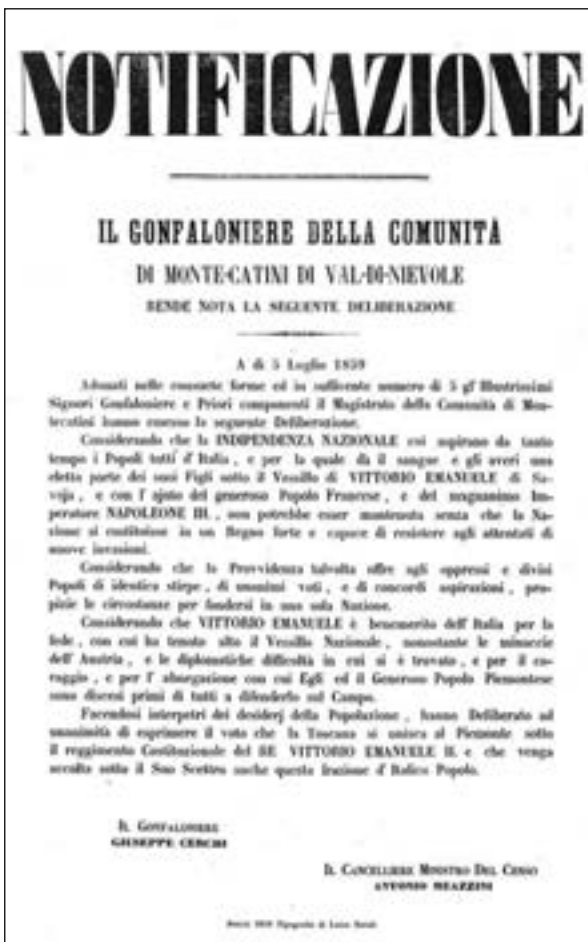 NOTIFICAZIONE
IL GONFALONIERE DELLA COMUNITÀ
DI MONTE-CATINI DI VAL-DI-NIEVOLE
RENDE NOTA LA SEGUENTE DELIBERAZIONE
A dì 5 Luglio 1859
Adunati nelle consuete forme ed in sufficente numero di 5 gl' Illustrissimi
Signori Gonfaloniere e Priori componenti il Magistrato della Comunità di Mon-
tecatini hanno emesso la seguente Deliberazione.
Considerando che la INDIPENDENZA NAZIONALE cui aspirano da tanto
tempo i Popoli tutti d' Italia, e per la quale dà il sangue e gli averi una
eletta parte dei suoi Figli sotto il Vessillo di VITTORIO EMANUELE di Sa-
voja, e con l' ajuto del generoso Popolo Francese, e del magnanimo Im-
peratore NAPOLEONE III., non potrebbe esser mantenuta senza che la Na-
zione si costituisse in un Regno forte e capace di resistere agli attentati di
nuove invasioni.
Considerando che la Provvidenza talvolta offre agli oppressi e divisi
Popoli di identica stirpe, di unanimi voti, e di concordi aspirazioni, pro-
pizie le circostanze per fondersi in una sola Nazione.
Considerando che VITTORIO EMANUELE è benemerito dell' Italia per la
fede, con cui ha tenuto alto il Vessillo Nazionale, nonostante le minaccie
dell' Austria, e le diplomatiche difficoltà in cui si è trovato, e per il co-
raggio, e per l' abnegazione con cui Egli ed il Generoso Popolo Piemontese
sono discesi primi di tutti a difenderlo sul Campo.
Facendosi interpetri dei desiderj della Popolazione, hanno Deliberato ad
unanimità di esprimere il voto che la Toscana si unisca al Piemonte sotto
il reggimento Costituzionale del RE VITTORIO EMANUELE II. e che venga
accolta sotto il Suo Scettro anche questa frazione d' Italico Popolo.
IL GONFALONIERE
GIUSEPPE
IL CANCELLIERE MINISTRO DEL CENSO
ANTONIO MEAZZINI
1859 Tipografia di